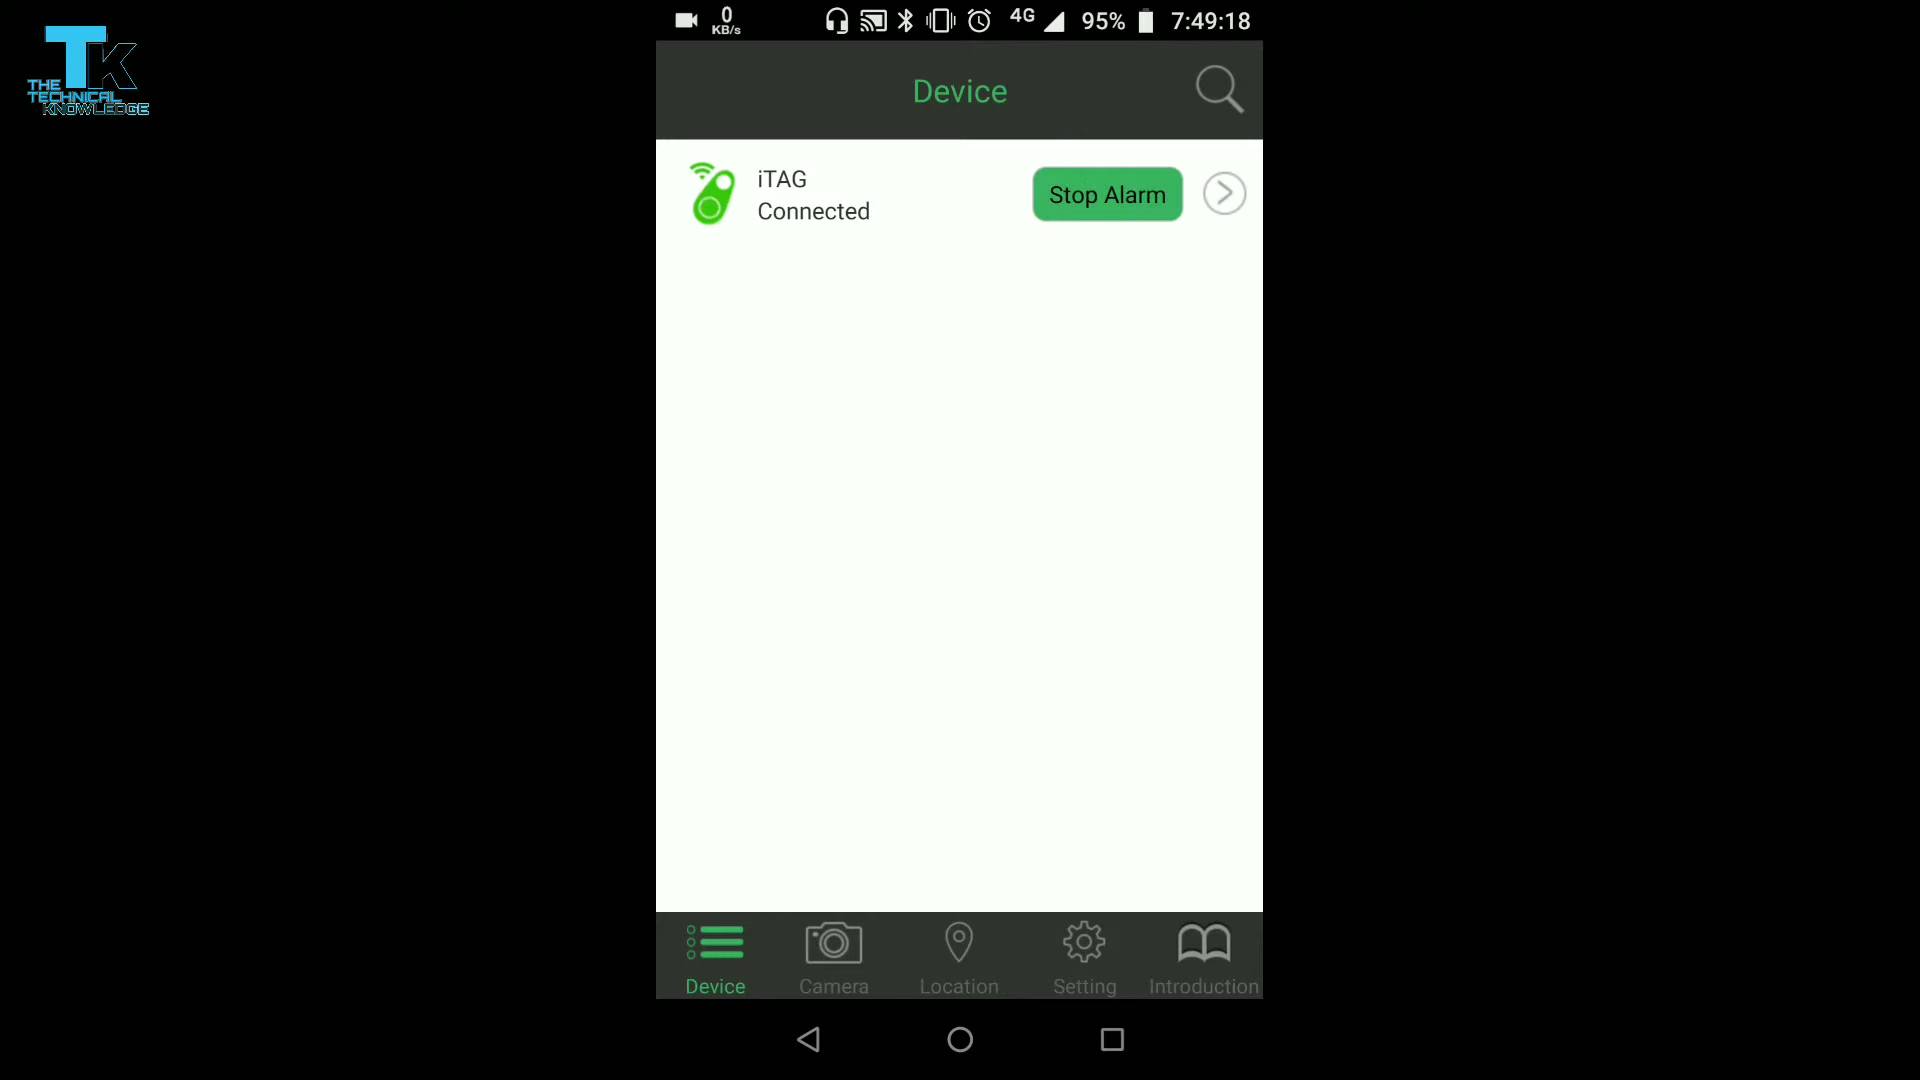 TK
THE
TECHNICAL
KNOWLEDGE
0
KB/s
4G
95%
7:49:18
Device
iTAG
Connected
Stop Alarm
Device
Camera
Location
Setting
Introduction